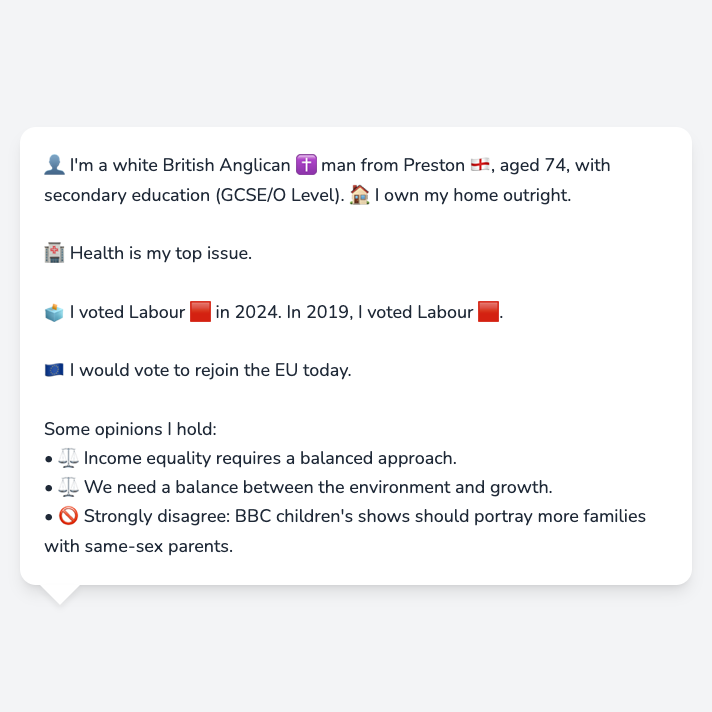 👤 I'm a white British Anglican ✝️ man from Preston 🏴󠁧󠁢󠁥󠁮󠁧󠁿, aged 74, with
secondary education (GCSE/O Level). 🏠 I own my home outright.
🏥 Health is my top issue.
🗳️ I voted Labour 🟥 in 2024. In 2019, I voted Labour 🟥.
🇪🇺 I would vote to rejoin the EU today.
Some opinions I hold:
• ⚖️ Income equality requires a balanced approach.
• ⚖️ We need a balance between the environment and growth.
• 🚫 Strongly disagree: BBC children's shows should portray more families
with same-sex parents.